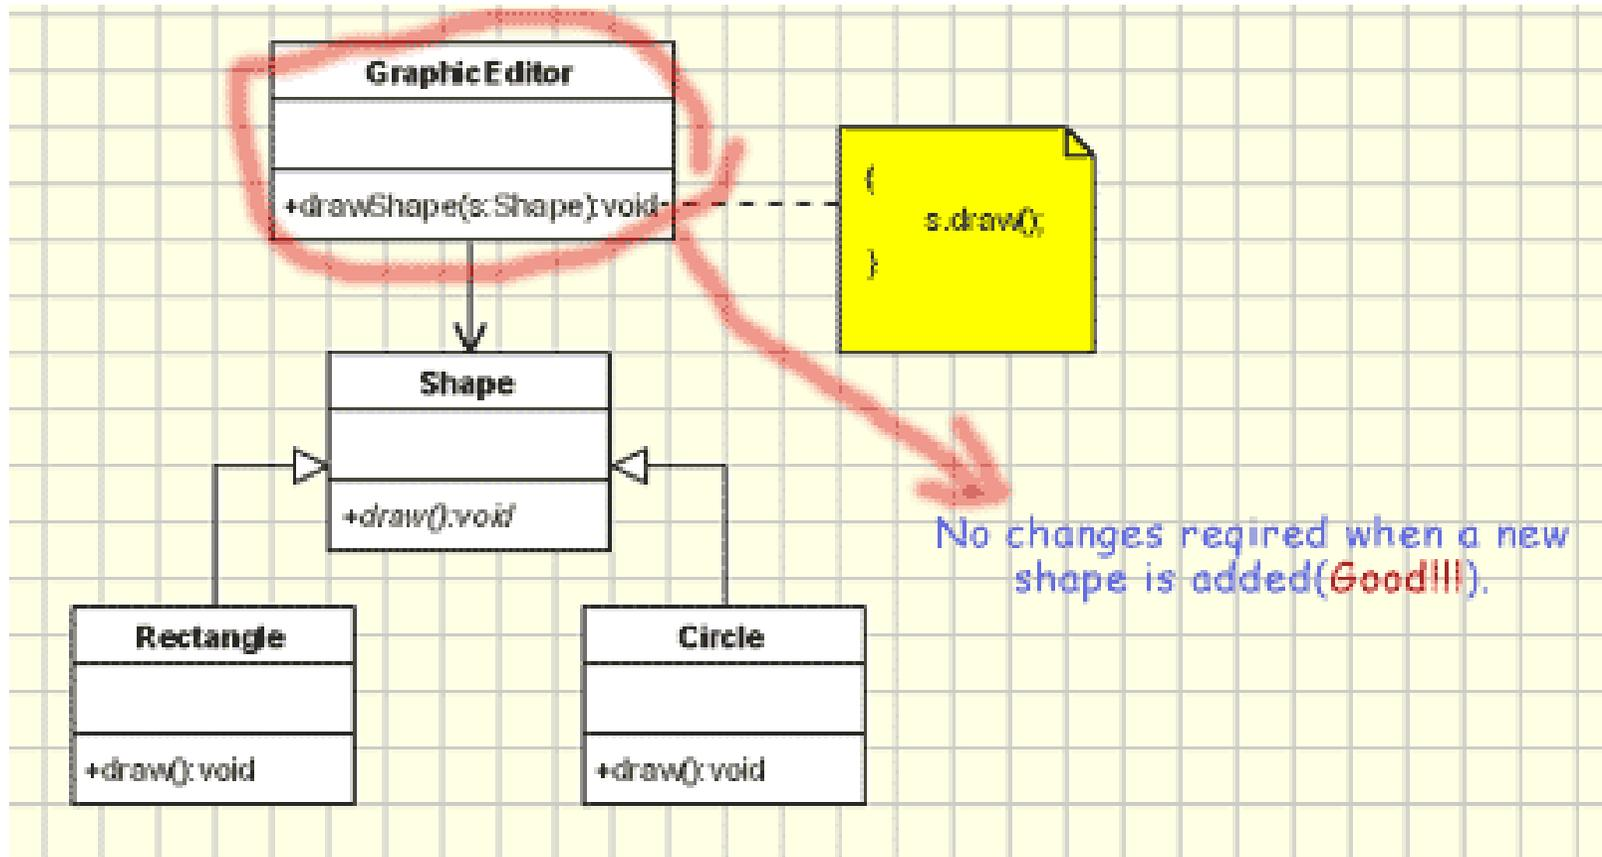 GraphicEditor
+drawShape(s:Shape):void
{
s.draw();
}
Shape
+draw():void
No changes reqired when a new
shape is added(Good!!!).
Rectangle
+draw():void
Circle
+draw():void